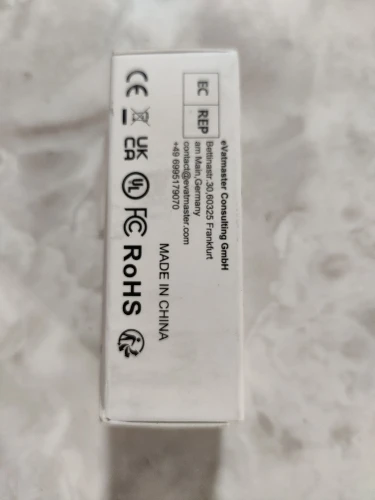 EC REP
eVatmaster Consulting GmbH
Bettinastr. 30,60325 Frankfurt
am Main,Germany
contact@evatmaster.com
+49 6995179070
MADE IN CHINA
CE
UK
CA
UL
FC
RoHS